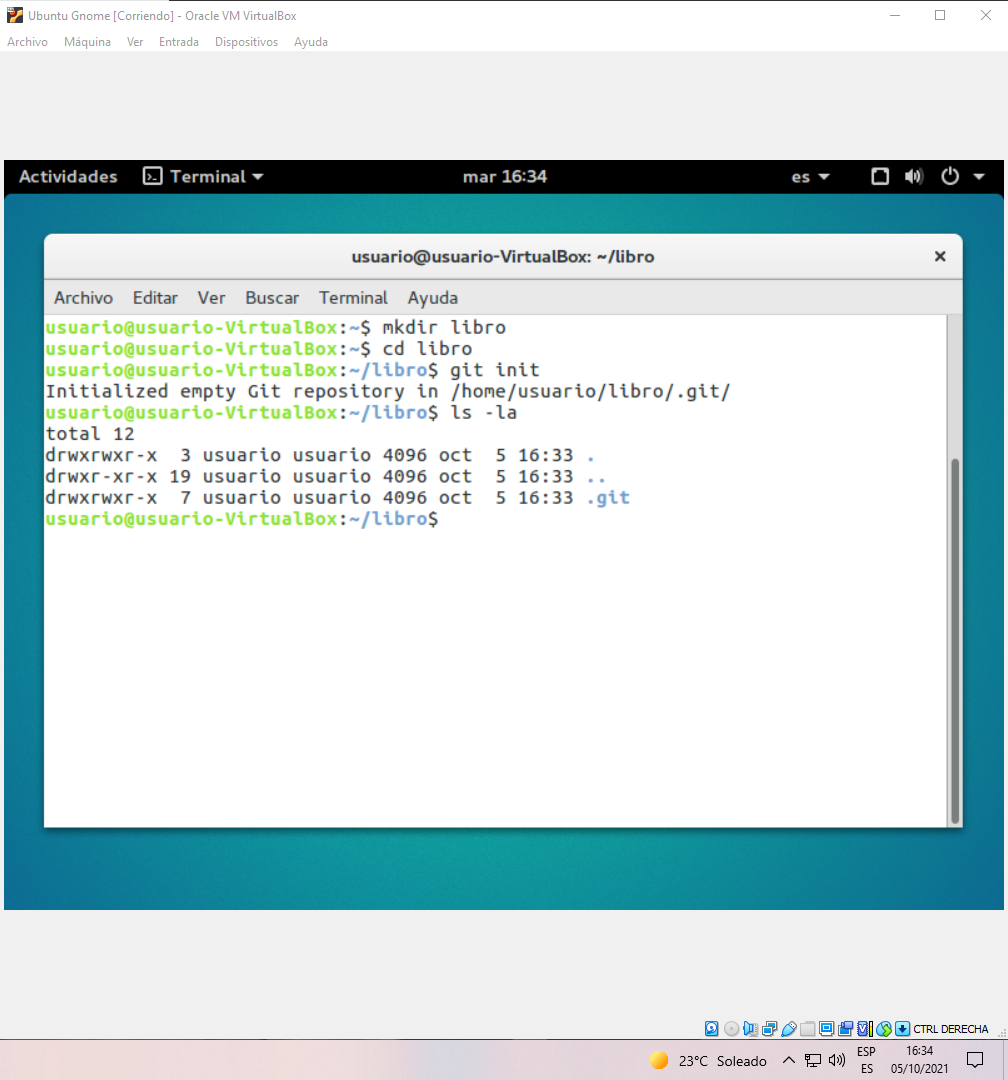 Ubuntu Gnome [Corriendo] - Oracle VM VirtualBox
Archivo Máquina Ver Entrada Dispositivos Ayuda
Actividades Terminal mar 16:34 es
usuario@usuario-VirtualBox: ~/libro
Archivo Editar Ver Buscar Terminal Ayuda
usuario@usuario-VirtualBox:~$ mkdir libro
usuario@usuario-VirtualBox:~$ cd libro
usuario@usuario-VirtualBox:~/libro$ git init
Initialized empty Git repository in /home/usuario/libro/.git/
usuario@usuario-VirtualBox:~/libro$ ls -la
total 12
drwxrwxr-x  3 usuario usuario 4096 oct  5 16:33 .
drwxr-xr-x 19 usuario usuario 4096 oct  5 16:33 ..
drwxrwxr-x  7 usuario usuario 4096 oct  5 16:33 .git
usuario@usuario-VirtualBox:~/libro$
CTRL DERECHA
23°C Soleado
ESP
ES
16:34
05/10/2021